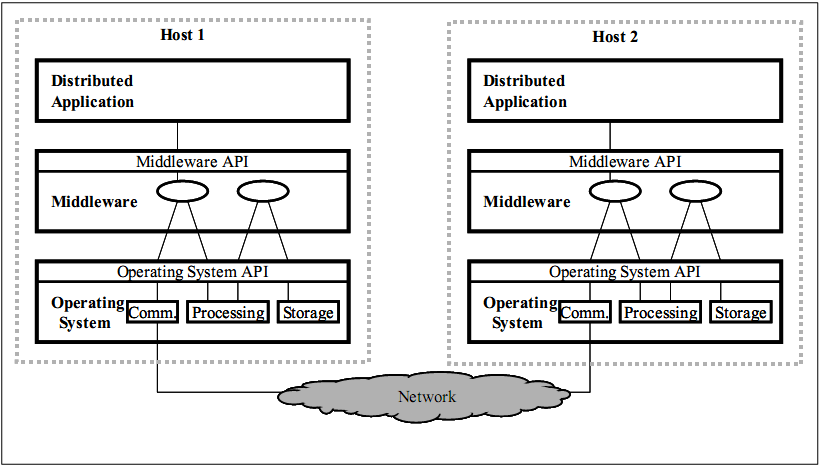 Host 1
Distributed
Application
Middleware API
Middleware
Operating System API
Operating
System
Comm.
Processing
Storage
Host 2
Distributed
Application
Middleware API
Middleware
Operating System API
Operating
System
Comm.
Processing
Storage
Network